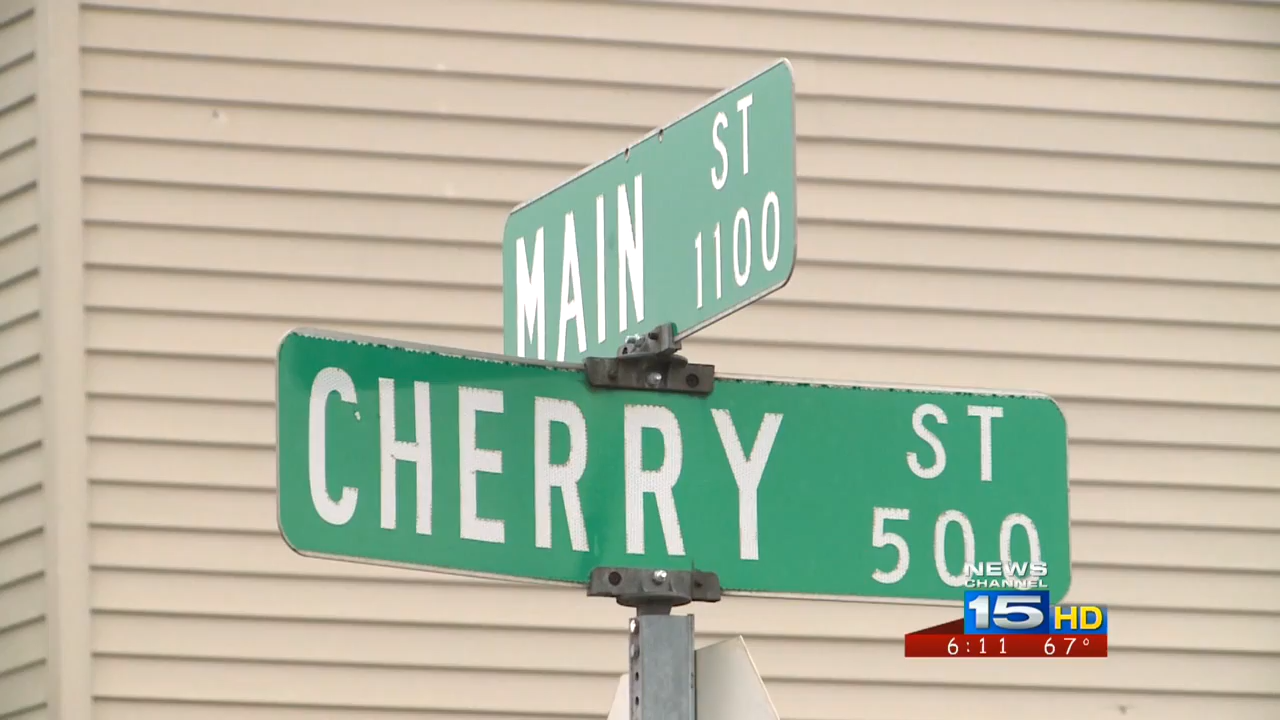 MAIN ST
1100
CHERRY ST
500
NEWS
CHANNEL
15 HD
6:11 67°